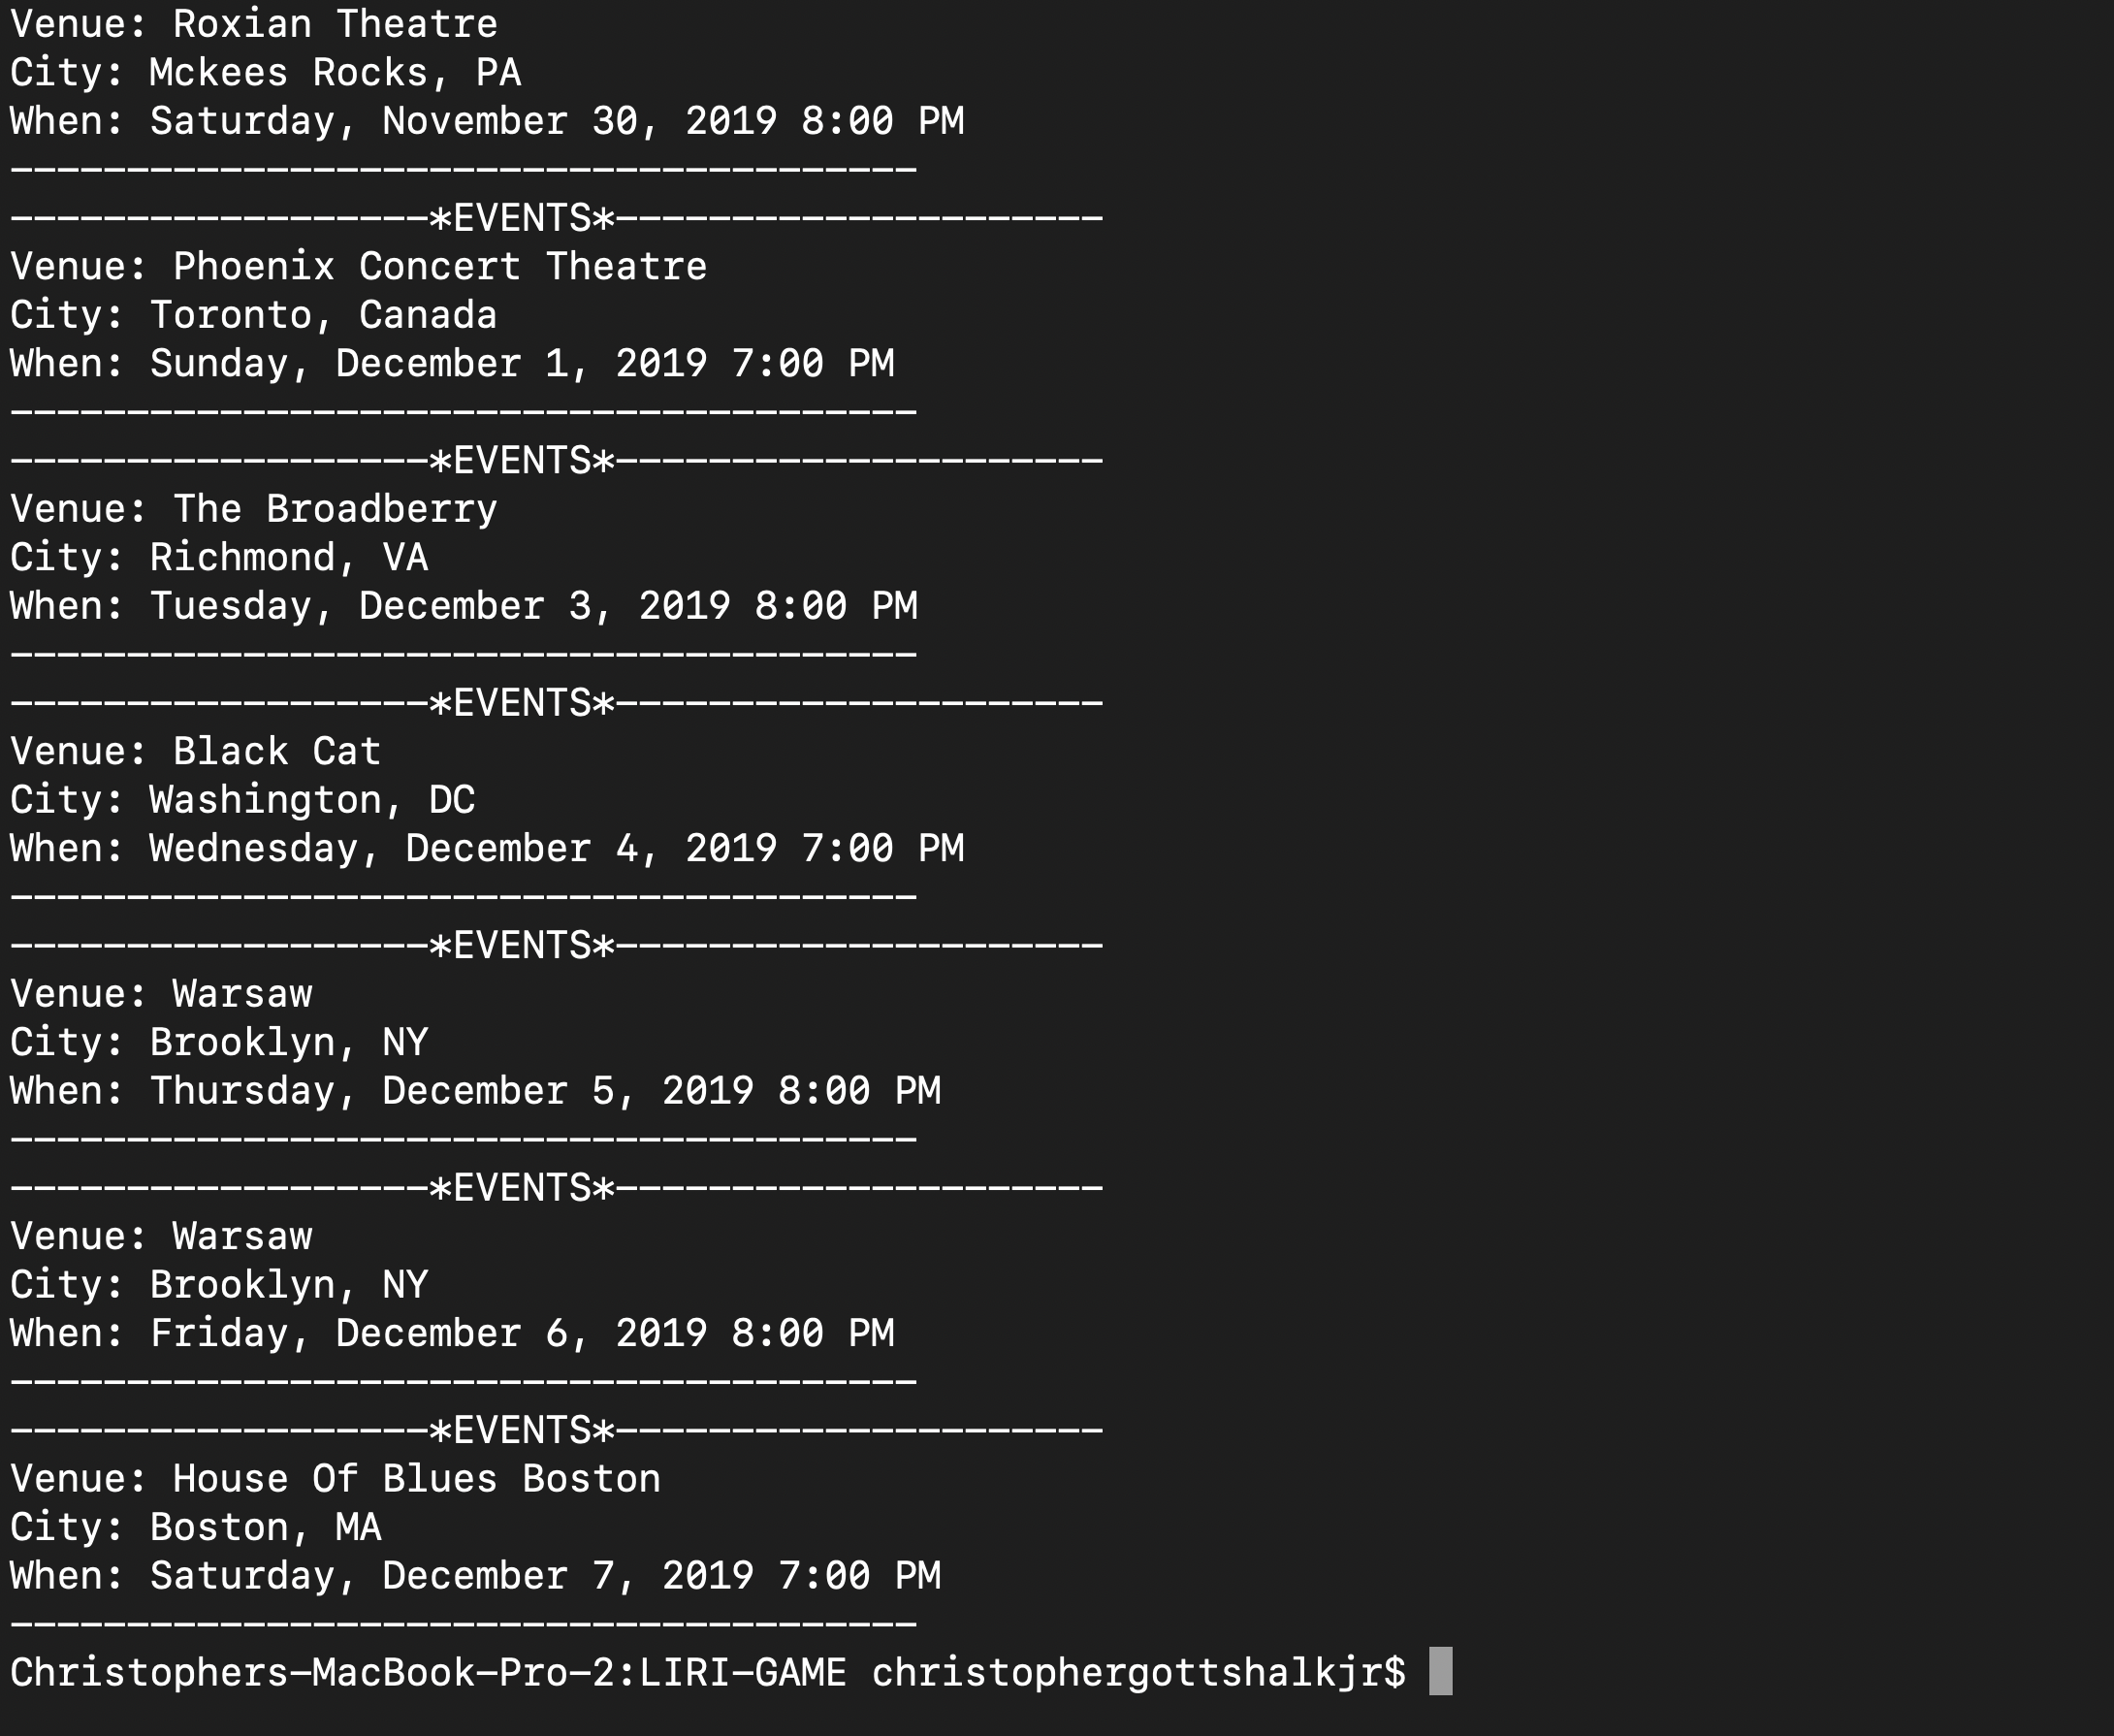 Venue: Roxian Theatre
City: Mckees Rocks, PA
When: Saturday, November 30, 2019 8:00 PM
---------------------------------------
------------------*EVENTS*---------------------
Venue: Phoenix Concert Theatre
City: Toronto, Canada
When: Sunday, December 1, 2019 7:00 PM
---------------------------------------
------------------*EVENTS*---------------------
Venue: The Broadberry
City: Richmond, VA
When: Tuesday, December 3, 2019 8:00 PM
---------------------------------------
------------------*EVENTS*---------------------
Venue: Black Cat
City: Washington, DC
When: Wednesday, December 4, 2019 7:00 PM
---------------------------------------
------------------*EVENTS*---------------------
Venue: Warsaw
City: Brooklyn, NY
When: Thursday, December 5, 2019 8:00 PM
---------------------------------------
------------------*EVENTS*---------------------
Venue: Warsaw
City: Brooklyn, NY
When: Friday, December 6, 2019 8:00 PM
---------------------------------------
------------------*EVENTS*---------------------
Venue: House Of Blues Boston
City: Boston, MA
When: Saturday, December 7, 2019 7:00 PM
---------------------------------------
Christophers-MacBook-Pro-2:LIRI-GAME christophergottshalkjr$